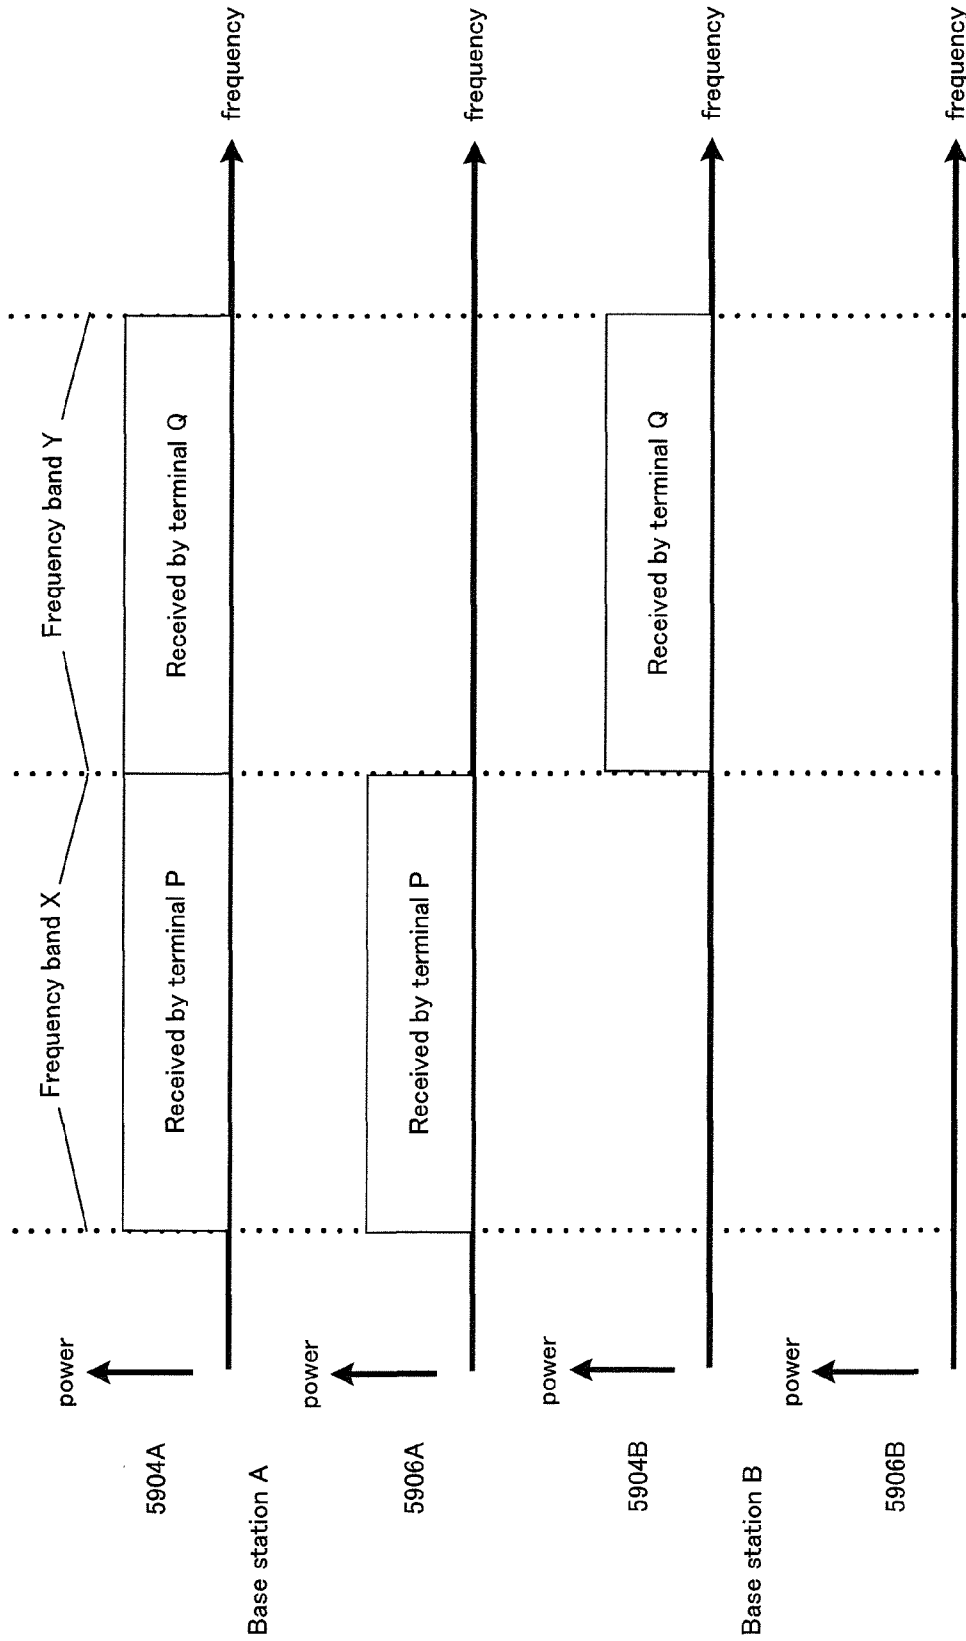 Frequency band X
Frequency band Y
power
5904A
Received by terminal P
Received by terminal Q
frequency
Base station A
power
5906A
Received by terminal P
frequency
power
5904B
Received by terminal Q
frequency
Base station B
power
5906B
frequency